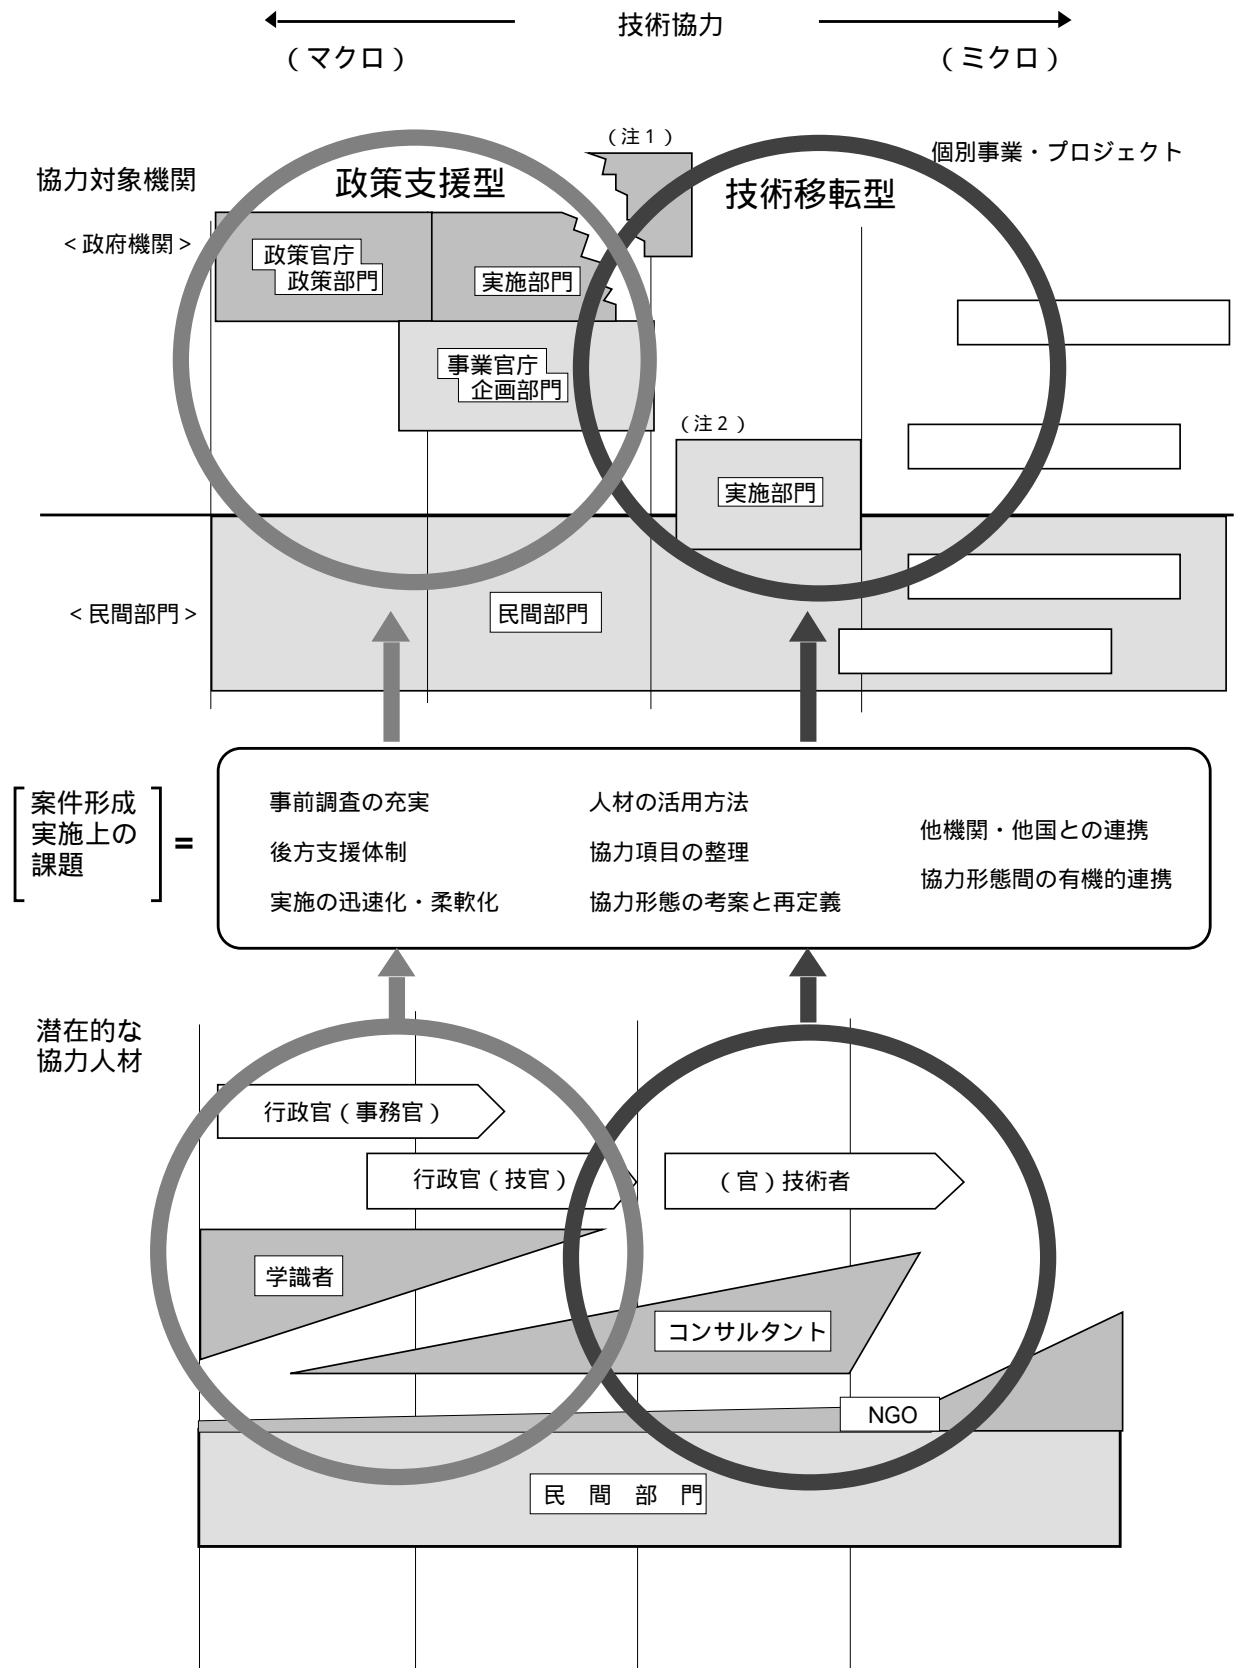 技術協力
（マクロ）
（ミクロ）
（注１）
個別事業・プロジェクト
協力対象機関
政策支援型
技術移転型
＜政府機関＞
政策官庁
政策部門
実施部門
事業官庁
企画部門
（注２）
実施部門
＜民間部門＞
民間部門
案件形成
実施上の
課題
=
事前調査の充実
後方支援体制
実施の迅速化・柔軟化
人材の活用方法
協力項目の整理
協力形態の考案と再定義
他機関・他国との連携
協力形態間の有機的連携
潜在的な
協力人材
行政官（事務官）
行政官（技官）
（官）技術者
学識者
コンサルタント
NGO
民　間　部　門